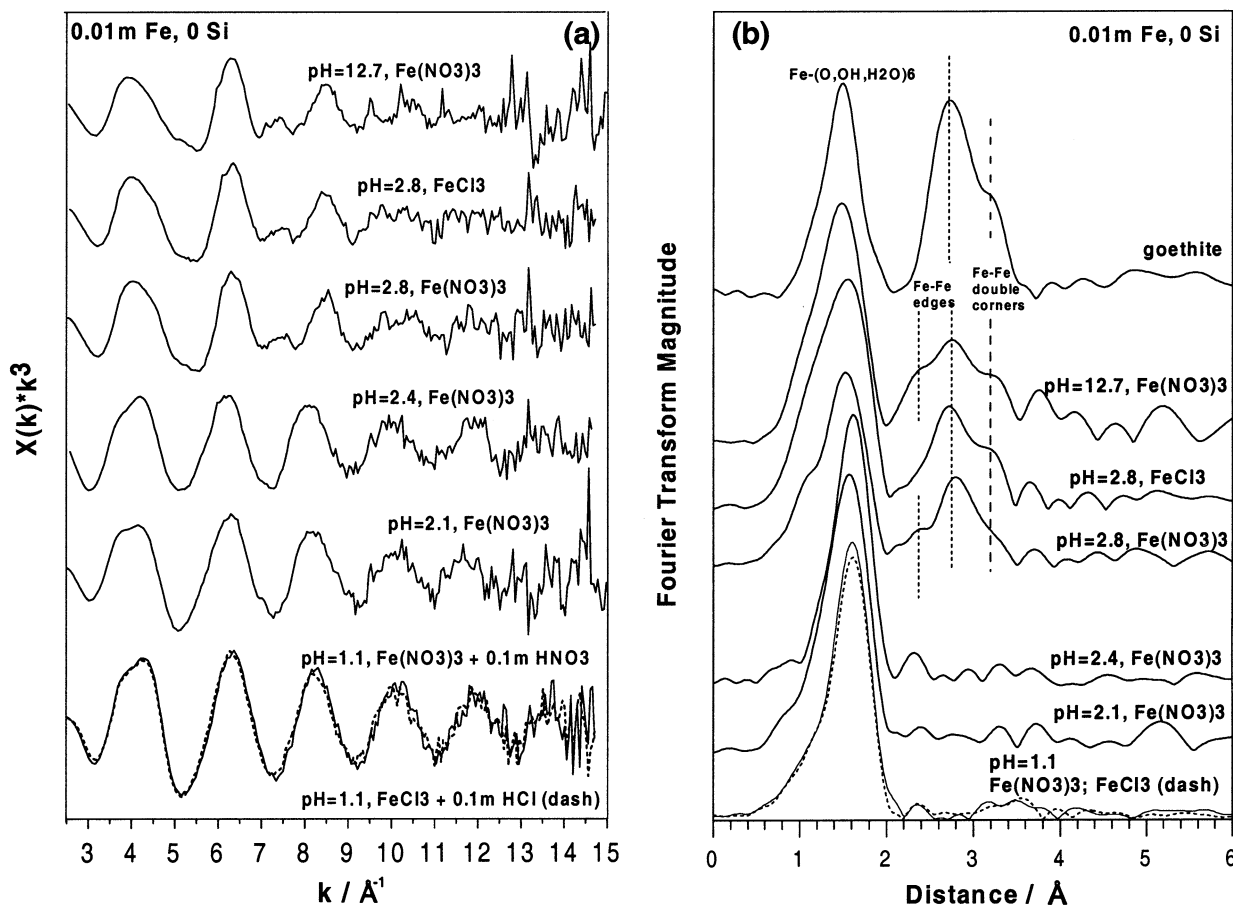 0.01m Fe, 0 Si
(a)
pH=12.7, Fe(NO3)3
pH=2.8, FeCl3
pH=2.8, Fe(NO3)3
pH=2.4, Fe(NO3)3
pH=2.1, Fe(NO3)3
pH=1.1, Fe(NO3)3 + 0.1m HNO3
pH=1.1, FeCl3 + 0.1m HCl (dash)
X(k)*k3
3 4 5 6 7 8 9 10 11 12 13 14 15
k / Å-1
(b)
0.01m Fe, 0 Si
Fe-(O,OH,H2O)6
goethite
Fe-Fe
edges
Fe-Fe
double
corners
pH=12.7, Fe(NO3)3
pH=2.8, FeCl3
pH=2.8, Fe(NO3)3
pH=2.4, Fe(NO3)3
pH=2.1, Fe(NO3)3
pH=1.1
Fe(NO3)3; FeCl3 (dash)
Fourier Transform Magnitude
0 1 2 3 4 5 6
Distance / Å